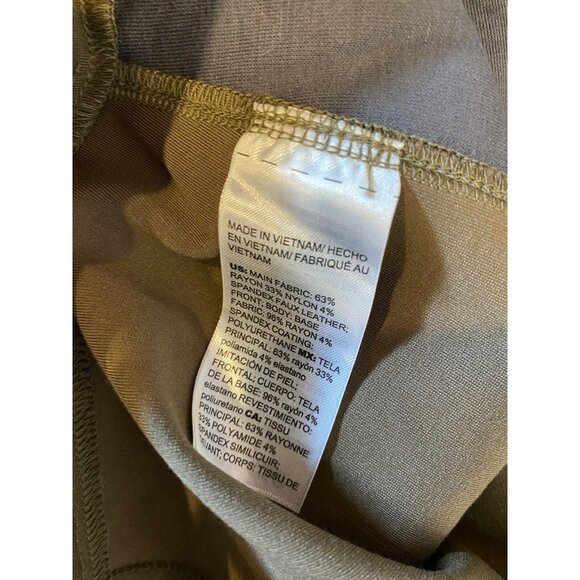 MADE IN VIETNAM/ HECHO
EN VIETNAM/ FABRIQUÉ AU
VIETNAM
US: MAIN FABRIC: 63%
RAYON 33% NYLON 4%
SPANDEX FAUX LEATHER;
FRONT; BODY: BASE
FABRIC: 96% RAYON 4%
SPANDEX COATING:
POLYURETHANE MX: TELA
PRINCIPAL: 63% rayón 33%
poliamida 4% elastano
IMITACIÓN DE PIEL;
FRONTAL; CUERPO: TELA
DE LA BASE: 96% rayón 4%
elastano REVESTIMIENTO:
poliuretano CA: TISSU
PRINCIPAL: 63% RAYONNE
33% POLYAMIDE 4%
SPANDEX SIMILICUIR;
DEVANT; CORPS: TISSU DE